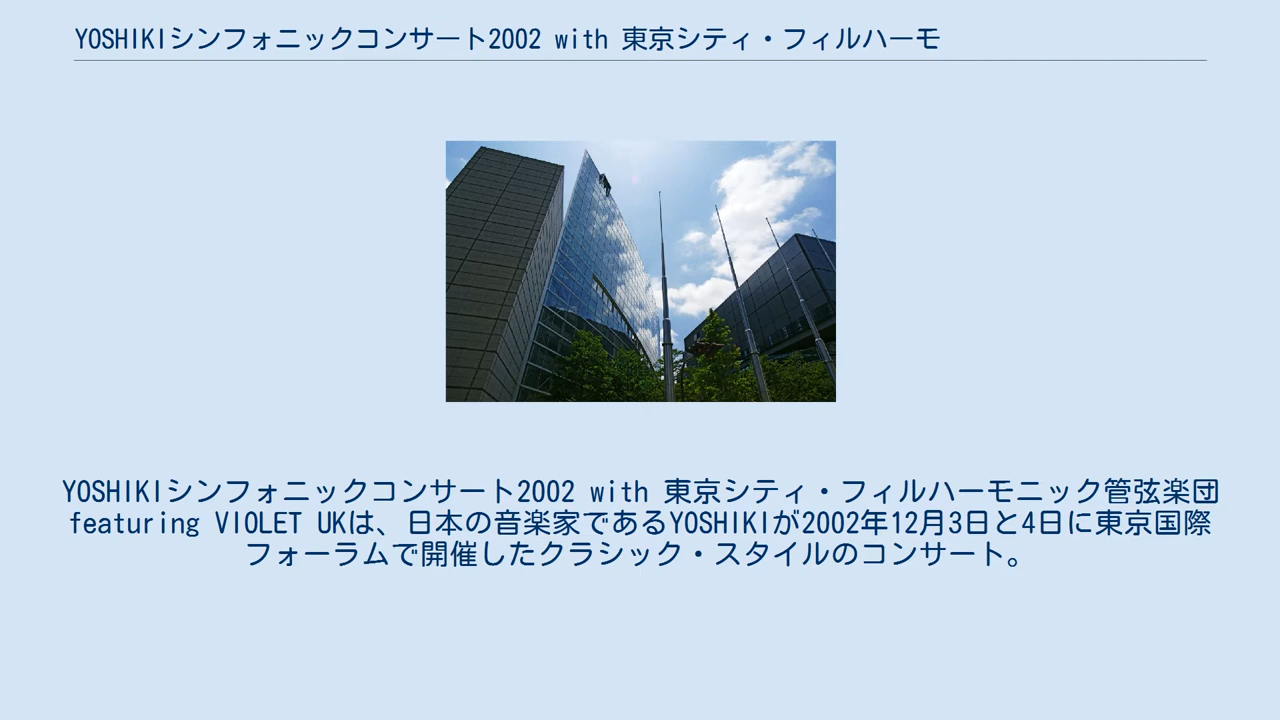 YOSHIKIシンフォニックコンサート2002 with 東京シティ・フィルハーモ
YOSHIKIシンフォニックコンサート2002 with 東京シティ・フィルハーモニック管弦楽団
featuring VIOLET UKは、日本の音楽家であるYOSHIKIが2002年12月3日と4日に東京国際
フォーラムで開催したクラシック・スタイルのコンサート。